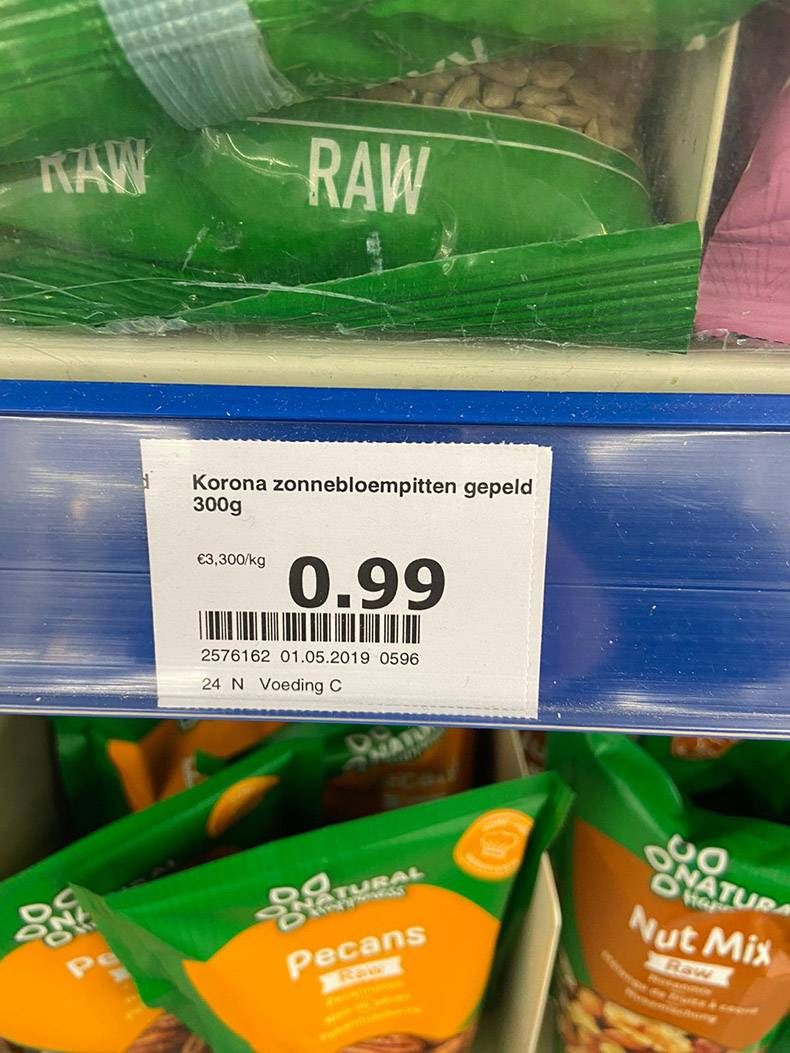 RAW
RAW
Korona zonnebloempitten gepeld
300g
€3,300/kg
0.99
2576162 01.05.2019 0596
24 N Voeding C
NATURAL
Pecans
Raw
NATURA
Nut Mix
Raw